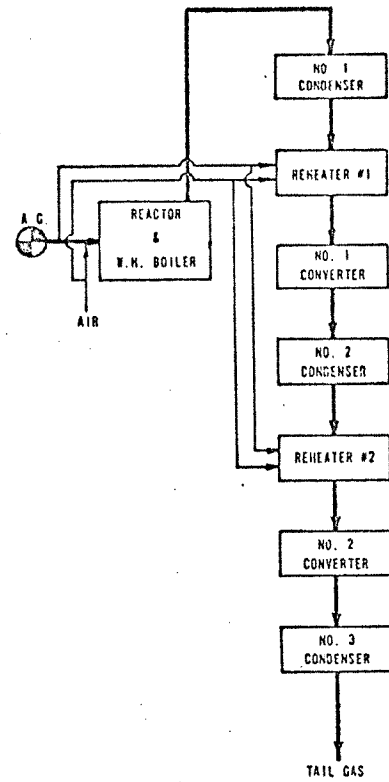 NO. 1
CONDENSER
REHEATER #1
A.G.
REACTOR
&
W.H. BOILER
AIR
NO. 1
CONVERTER
NO. 2
CONDENSER
REHEATER #2
NO. 2
CONVERTER
NO. 3
CONDENSER
TAIL GAS